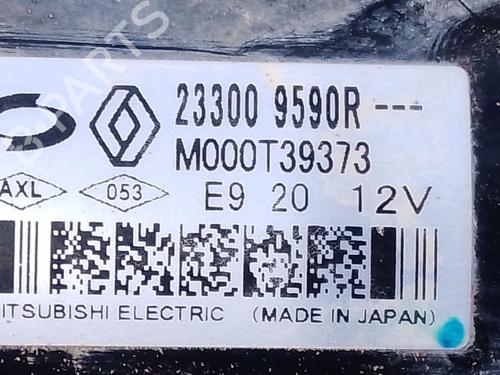 23300 9590R ---
M000T39373
AXL 053 E9 20 12V
ITSUBISHI ELECTRIC (MADE IN JAPAN)